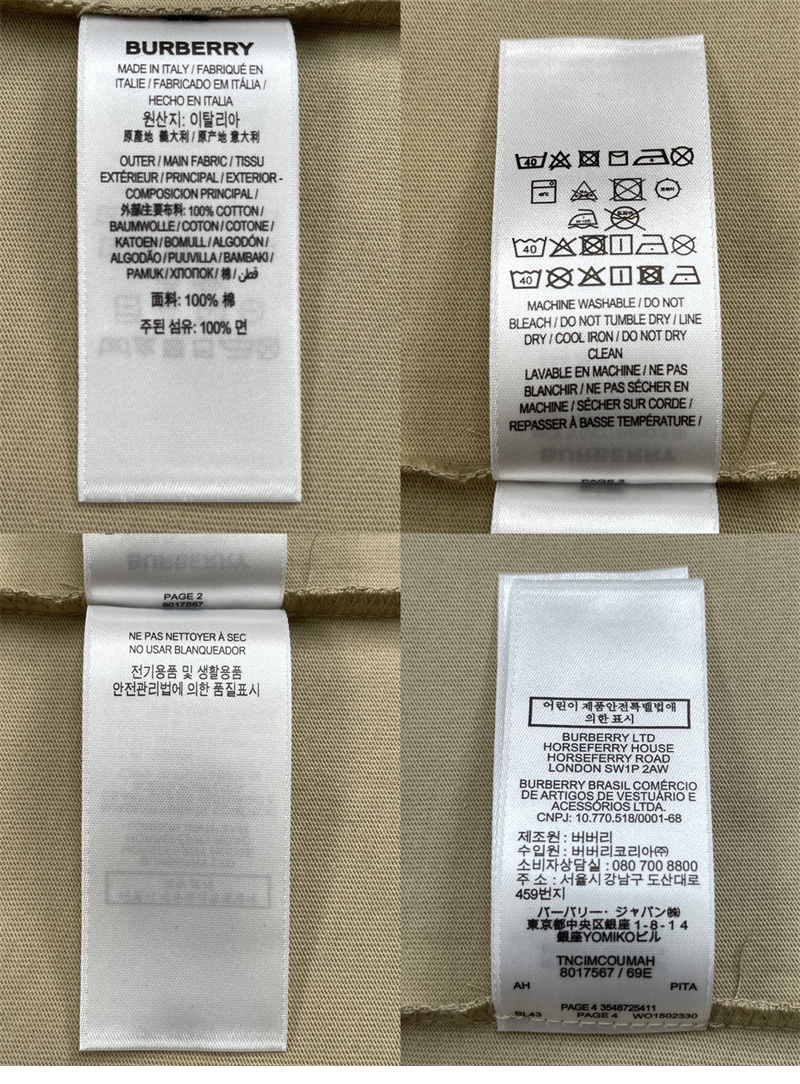 BURBERRY
MADE IN ITALY / FABRIQUÉ EN
ITALIE / FABRICADO EM ITÁLIA /
HECHO EN ITALIA
원산지: 이탈리아
原產地 義大利 / 原产地 意大利
OUTER / MAIN FABRIC / TISSU
EXTÉRIEUR / PRINCIPAL / EXTERIOR -
COMPOSICION PRINCIPAL /
外部主要布料: 100% COTTON /
BAUMWOLLE / COTON / COTONE /
KATOEN / BOMULL / ALGODÓN /
ALGODÃO / PUUVILLA / BAMBAKI /
PAMUK / ХЛОПОК / 棉 / قطن
面料: 100% 棉
주된 섬유: 100% 면
40
40
40
MACHINE WASHABLE / DO NOT
BLEACH / DO NOT TUMBLE DRY / LINE
DRY / COOL IRON / DO NOT DRY
CLEAN
LAVABLE EN MACHINE / NE PAS
BLANCHIR / NE PAS SÉCHER EN
MACHINE / SÉCHER SUR CORDE /
REPASSER À BASSE TEMPÉRATURE /
PAGE 2
8017567
NE PAS NETTOYER À SEC
NO USAR BLANQUEADOR
전기용품 및 생활용품
안전관리법에 의한 품질표시
어린이 제품안전특별법애
의한 표시
BURBERRY LTD
HORSEFERRY HOUSE
HORSEFERRY ROAD
LONDON SW1P 2AW
BURBERRY BRASIL COMÉRCIO
DE ARTIGOS DE VESTUÁRIO E
ACESSÓRIOS LTDA.
CNPJ: 10.770.518/0001-68
제조원 : 버버리
수입원 : 버버리코리아㈜
소비자상담실 : 080 700 8800
주 소 : 서울시 강남구 도산대로
459번지
バーバリー・ジャパン㈱
東京都中央区銀座 1 - 8 - 1 4
銀座YOMIKOビル
TNCIMCOUMAH
8017567 / 69E
AH PITA
PAGE 4 3548725411
BL43 PAGE 4 WO1502330